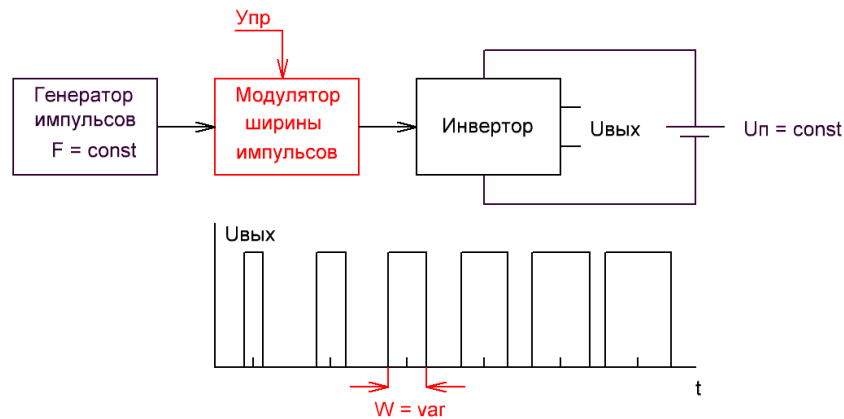 Упр
Генератор
импульсов
F = const
Модулятор
ширины
импульсов
Инвертор
Uвых
Uп = const
Uвых
t
W = var